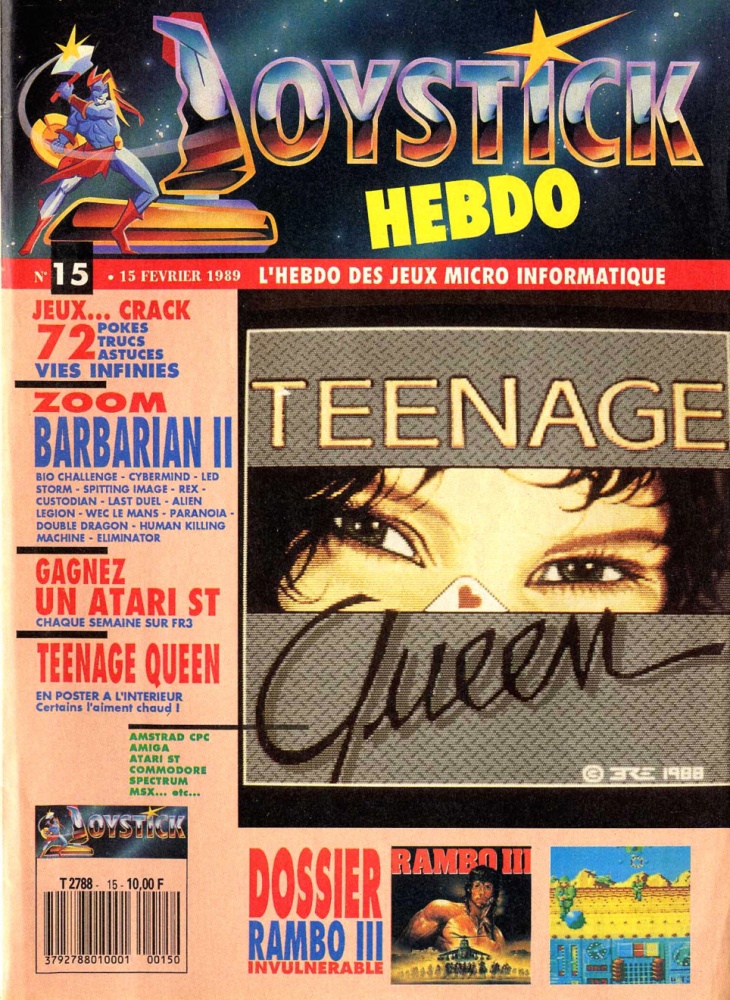 JOYSTICK
HEBDO
N° 15 • 15 FEVRIER 1989 L'HEBDO DES JEUX MICRO INFORMATIQUE
JEUX... CRACK
72 POKES
TRUCS
ASTUCES
VIES INFINIES
ZOOM
BARBARIAN II
BIO CHALLENGE - CYBERMIND - LED
STORM - SPITTING IMAGE - REX -
CUSTODIAN - LAST DUEL - ALIEN
LEGION - WEC LE MANS - PARANOIA -
DOUBLE DRAGON - HUMAN KILLING
MACHINE - ELIMINATOR
GAGNEZ
UN ATARI ST
CHAQUE SEMAINE SUR FR3
TEENAGE QUEEN
EN POSTER A L'INTERIEUR
Certains l'aiment chaud !
AMSTRAD CPC
AMIGA
ATARI ST
COMMODORE
SPECTRUM
MSX... etc...
TEENAGE
Queen
© ERE 1988
JOYSTICK
T 2788 - 15 - 10,00 F
3792788010001 00150
DOSSIER
RAMBO III
INVULNERABLE
RAMBO III